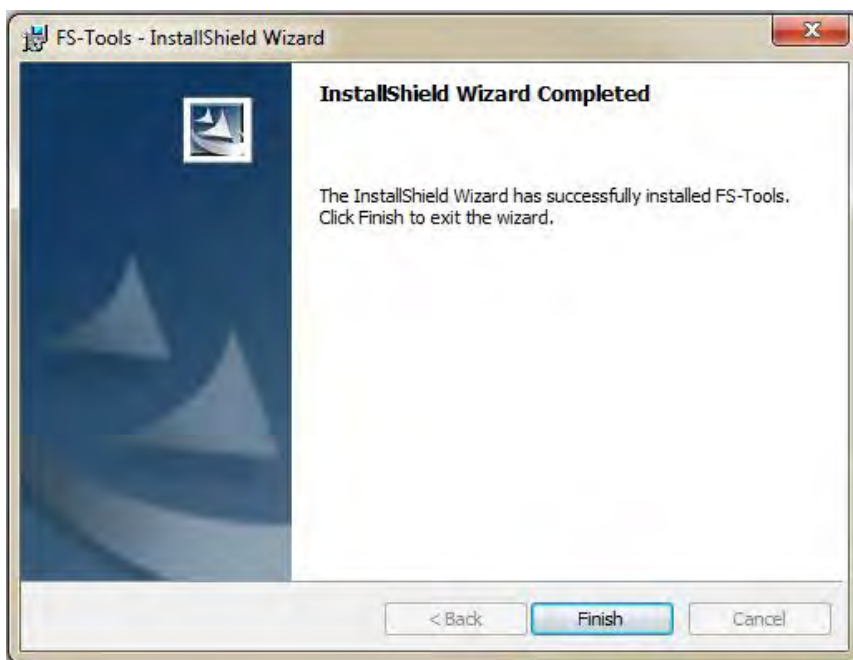 FS-Tools - InstallShield Wizard
InstallShield Wizard Completed
The InstallShield Wizard has successfully installed FS-Tools.
Click Finish to exit the wizard.
< Back
Finish
Cancel